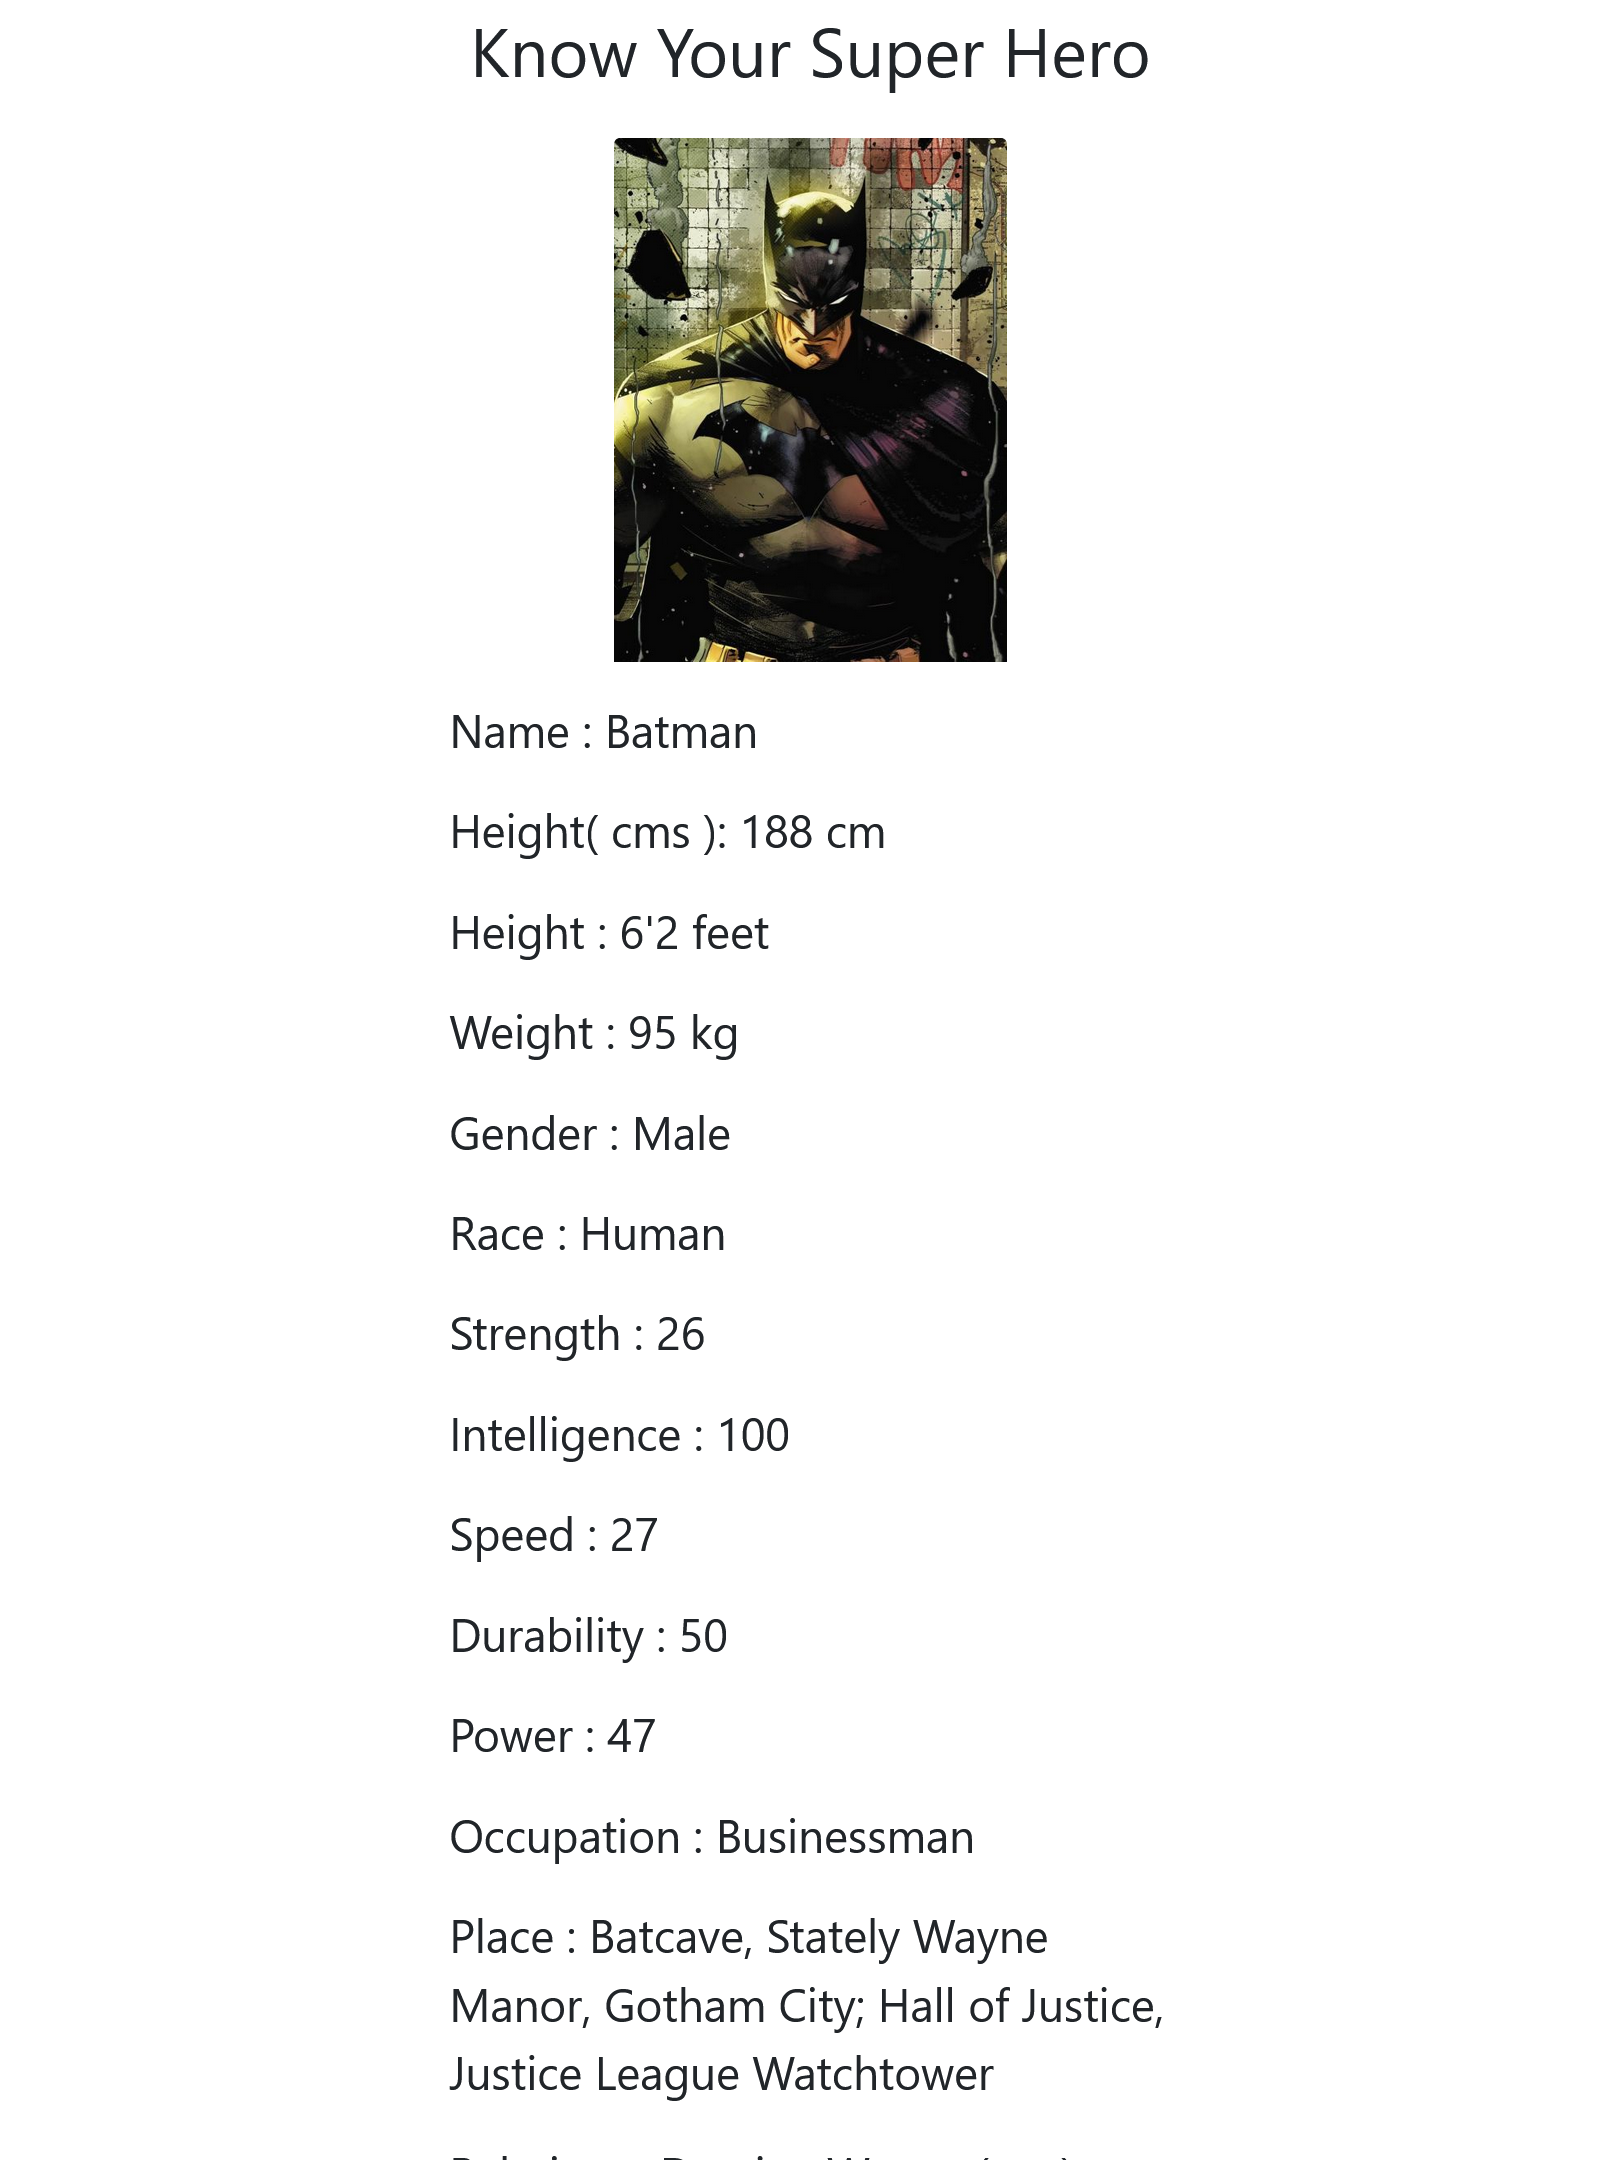 Know Your Super Hero
Name : Batman
Height( cms ): 188 cm
Height : 6'2 feet
Weight : 95 kg
Gender : Male
Race : Human
Strength : 26
Intelligence : 100
Speed : 27
Durability : 50
Power : 47
Occupation : Businessman
Place : Batcave, Stately Wayne
Manor, Gotham City; Hall of Justice,
Justice League Watchtower